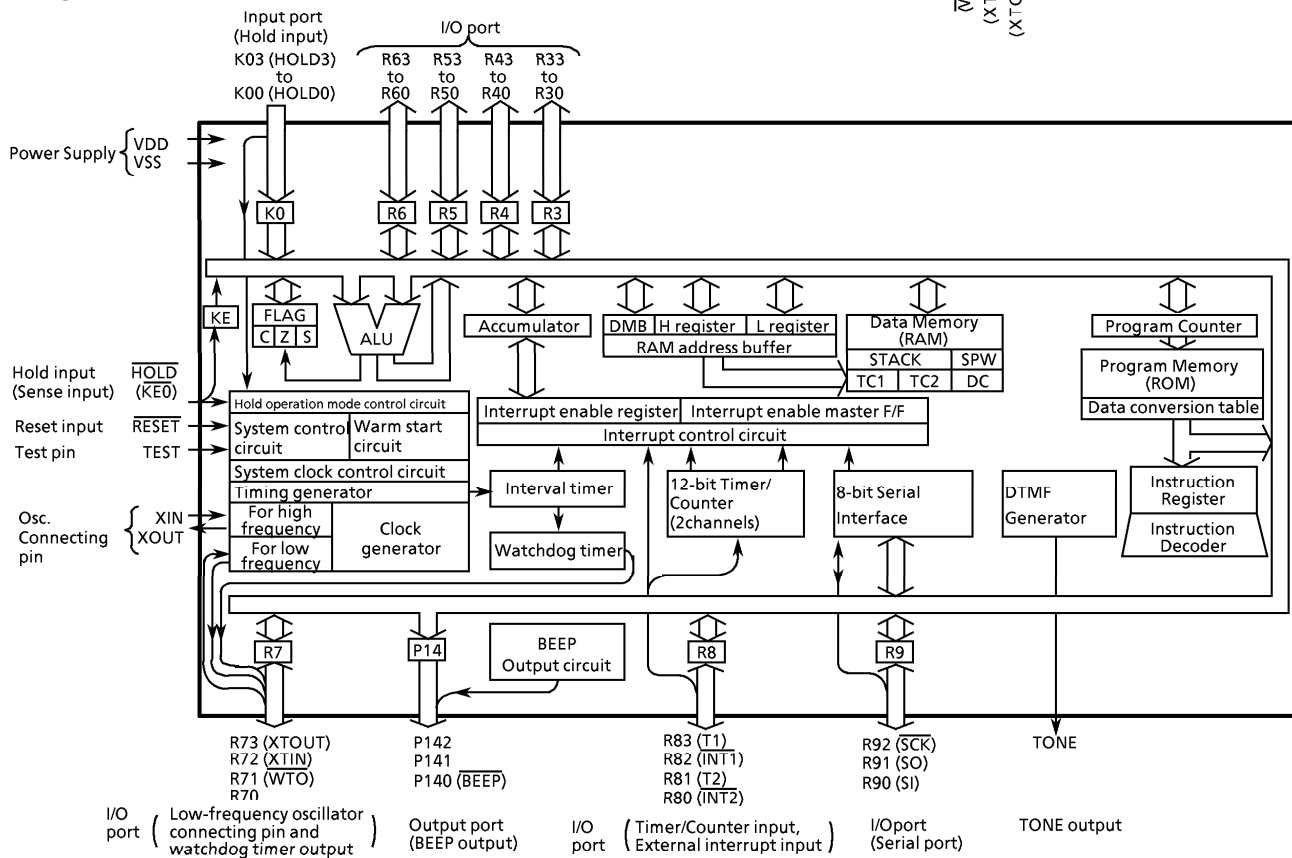 Input port
(Hold input)
K03 (HOLD3)
to
K00 (HOLD0)
I/O port
R63
to
R60
R53
to
R50
R43
to
R40
R33
to
R30
(XT
(XTO
Power Supply
VDD
VSS
K0
R6
R5
R4
R3
KE
FLAG
C Z S
ALU
Accumulator
DMB H register L register
RAM address buffer
Data Memory
(RAM)
STACK SPW
TC1 TC2 DC
Program Counter
Program Memory
(ROM)
Data conversion table
Hold input
(Sense input)
HOLD
(KE0)
Reset input RESET
Test pin TEST
Hold operation mode control circuit
System control
circuit
Warm start
circuit
System clock control circuit
Timing generator
For high
frequency
For low
frequency
Clock
generator
Interrupt enable register Interrupt enable master F/F
Interrupt control circuit
Interval timer
Watchdog timer
12-bit Timer/
Counter
(2channels)
8-bit Serial
Interface
DTMF
Generator
Instruction
Register
Instruction
Decoder
Osc.
Connecting
pin
XIN
XOUT
R7
P14
BEEP
Output circuit
R8
R9
R73 (XTOUT)
R72 (XTIN)
R71 (WTO)
R70
P142
P141
P140 (BEEP)
R83 (T1)
R82 (INT1)
R81 (T2)
R80 (INT2)
R92 (SCK)
R91 (SO)
R90 (SI)
TONE
I/O
port
(Low-frequency oscillator
connecting pin and
watchdog timer output)
Output port
(BEEP output)
I/O
port
(Timer/Counter input,
External interrupt input)
I/Oport
(Serial port)
TONE output